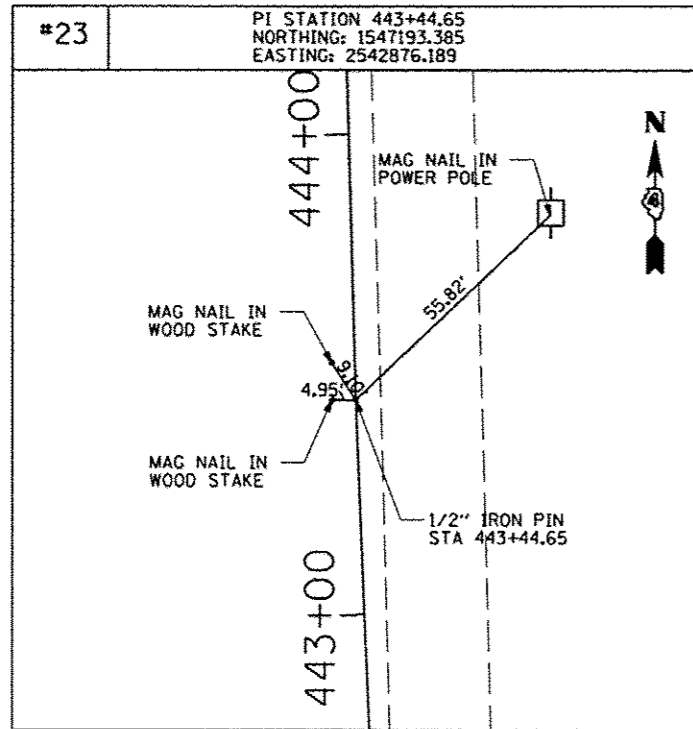 #23
PI STATION 443+44.65
NORTHING: 1547193.385
EASTING: 2542876.189
444+00
N
MAG NAIL IN
POWER POLE
55.82'
MAG NAIL IN
WOOD STAKE
9.10'
4.95'
MAG NAIL IN
WOOD STAKE
1/2" IRON PIN
STA 443+44.65
443+00